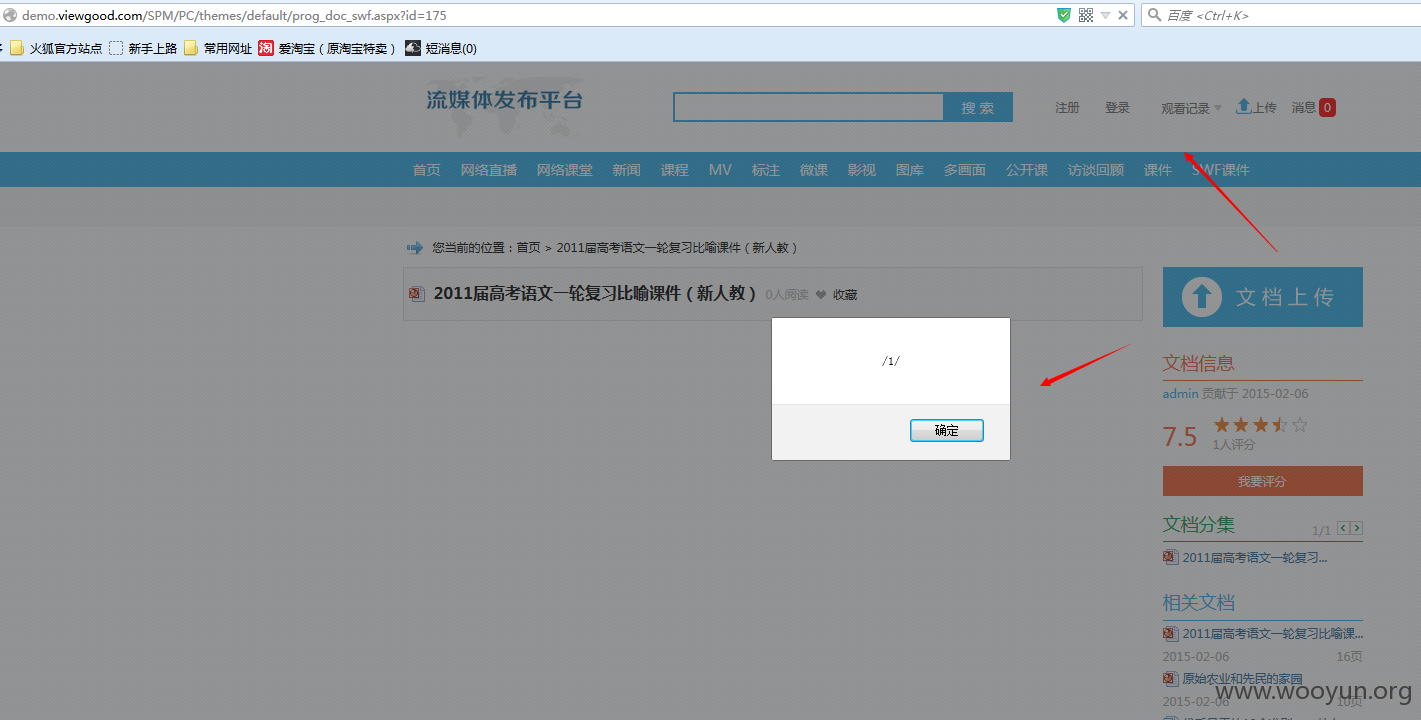 demo.viewgood.com/SPM/PC/themes/default/prog_doc_swf.aspx?id=175
百度 <Ctrl+K>
火狐官方站点 新手上路 常用网址 淘 爱淘宝（原淘宝特卖） 短消息(0)
流媒体发布平台 搜 索 注册 登录 观看记录 上传 消息 0
首页 网络直播 网络课堂 新闻 课程 MV 标注 微课 影视 图库 多画面 公开课 访谈回顾 课件 SWF课件
您当前的位置：首页 > 2011届高考语文一轮复习比喻课件（新人教）
2011届高考语文一轮复习比喻课件（新人教） 0人阅读 收藏
/1/
确定
文档上传
文档信息
admin 贡献于 2015-02-06
7.5
1人评分
我要评分
文档分集 1/1
2011届高考语文一轮复习...
相关文档
2011届高考语文一轮复习比喻课...
2015-02-06 16页
原始农业和先民的家园
2015-02-06 10页
www.wooyun.org